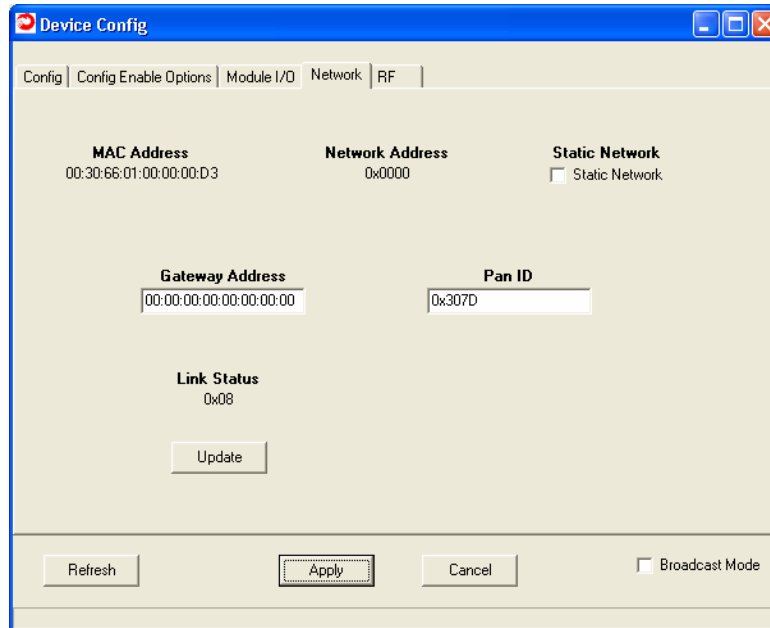 Device Config
Config Config Enable Options Module I/O Network RF
MAC Address Network Address Static Network
00:30:66:01:00:00:00:D3 0x0000 Static Network
Gateway Address Pan ID
00:00:00:00:00:00:00:00 0x307D
Link Status
0x08
Update
Refresh Apply Cancel Broadcast Mode